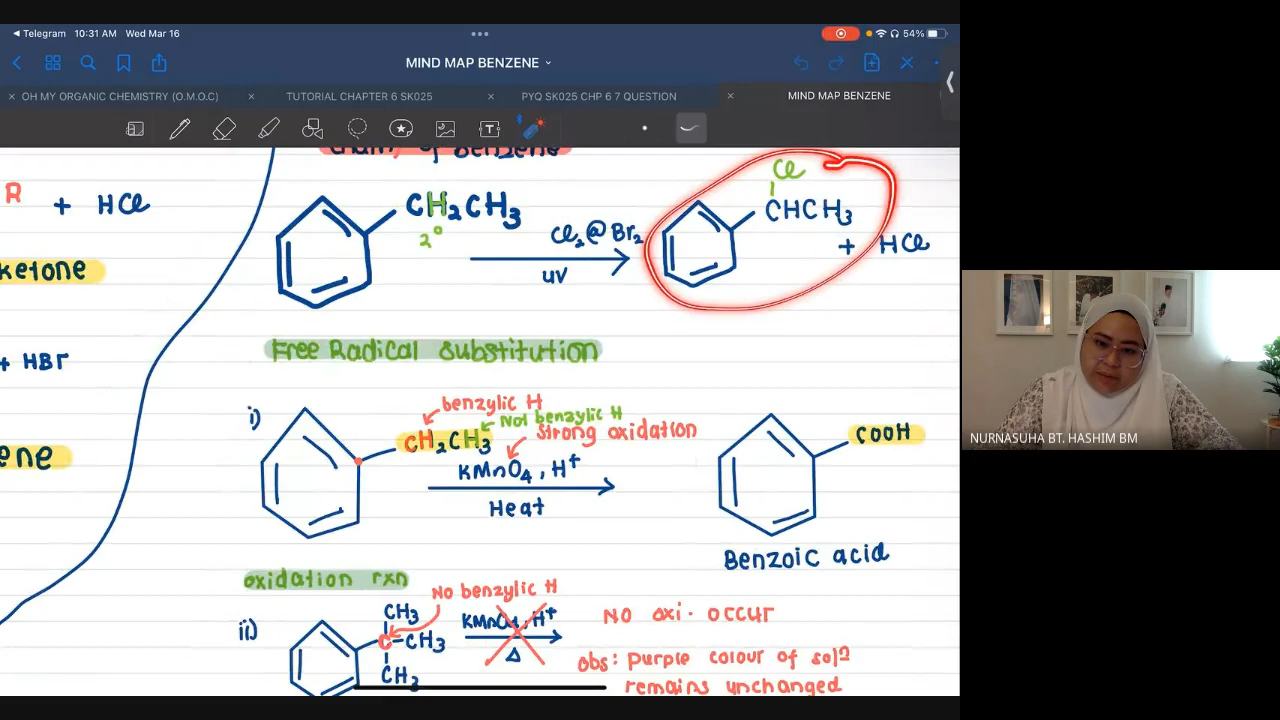 Telegram 10:31 AM Wed Mar 16
54%
MIND MAP BENZENE
OH MY ORGANIC CHEMISTRY (O.M.O.C)
TUTORIAL CHAPTER 6 SK025
PYQ SK025 CHP 6 7 QUESTION
MIND MAP BENZENE
chain of Benzene
R + HCl
CH₂CH₃
2°
Cl₂@Br₂
uv
Cl
CHCH₃
+ HCl
ketone
Free Radical Substitution
+ HBr
benzylic H
Not benzylic H
i)
CH₂CH₃
strong oxidation
COOH
KMnO₄, H⁺
Heat
ene
Benzoic acid
oxidation rxn
No benzylic H
ii)
CH₃
C-CH₃
CH₃
KMnO₄, H⁺
Δ
NO oxi. occur
obs: purple colour of sol?
remains unchanged
NURNASUHA BT. HASHIM BM